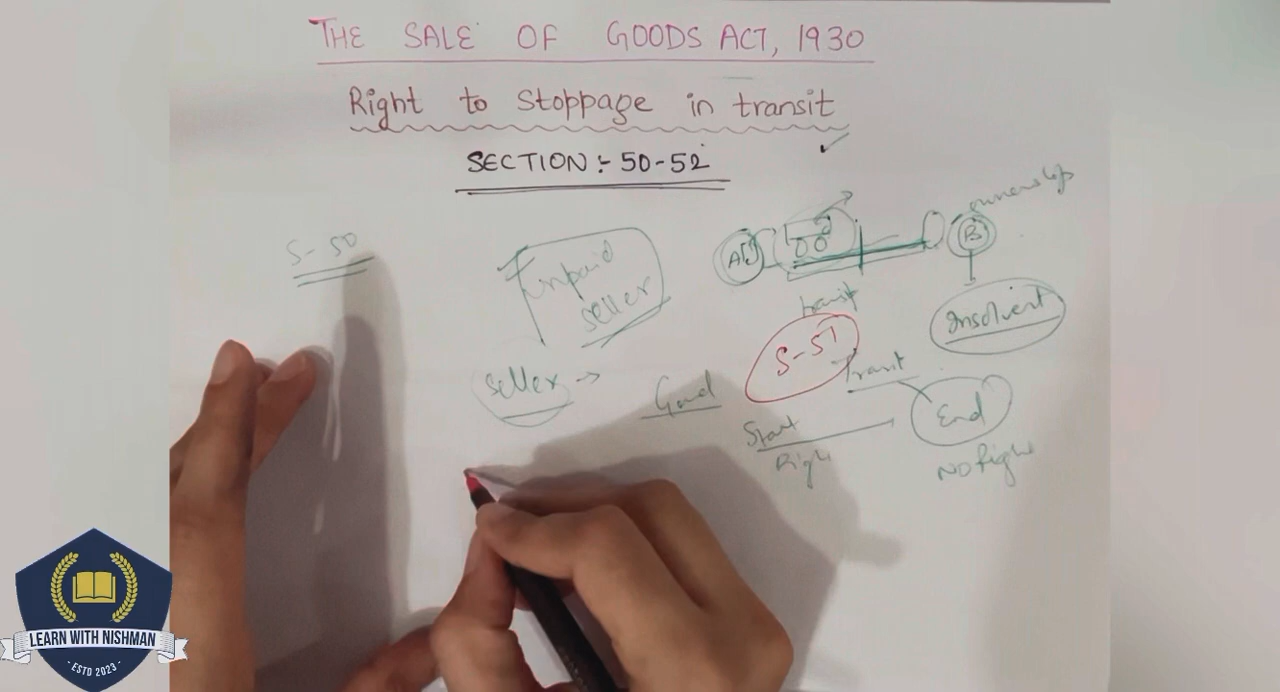 THE SALE OF GOODS ACT, 1930
Right to stoppage in transit
SECTION :- 50-52
S-50
unpaid
seller
A
B
ownership
transit
Insolvent
S-51
seller →
Good
Transit
End
Start
Right
No Right
LEARN WITH NISHMAN
· ESTD 2023 ·